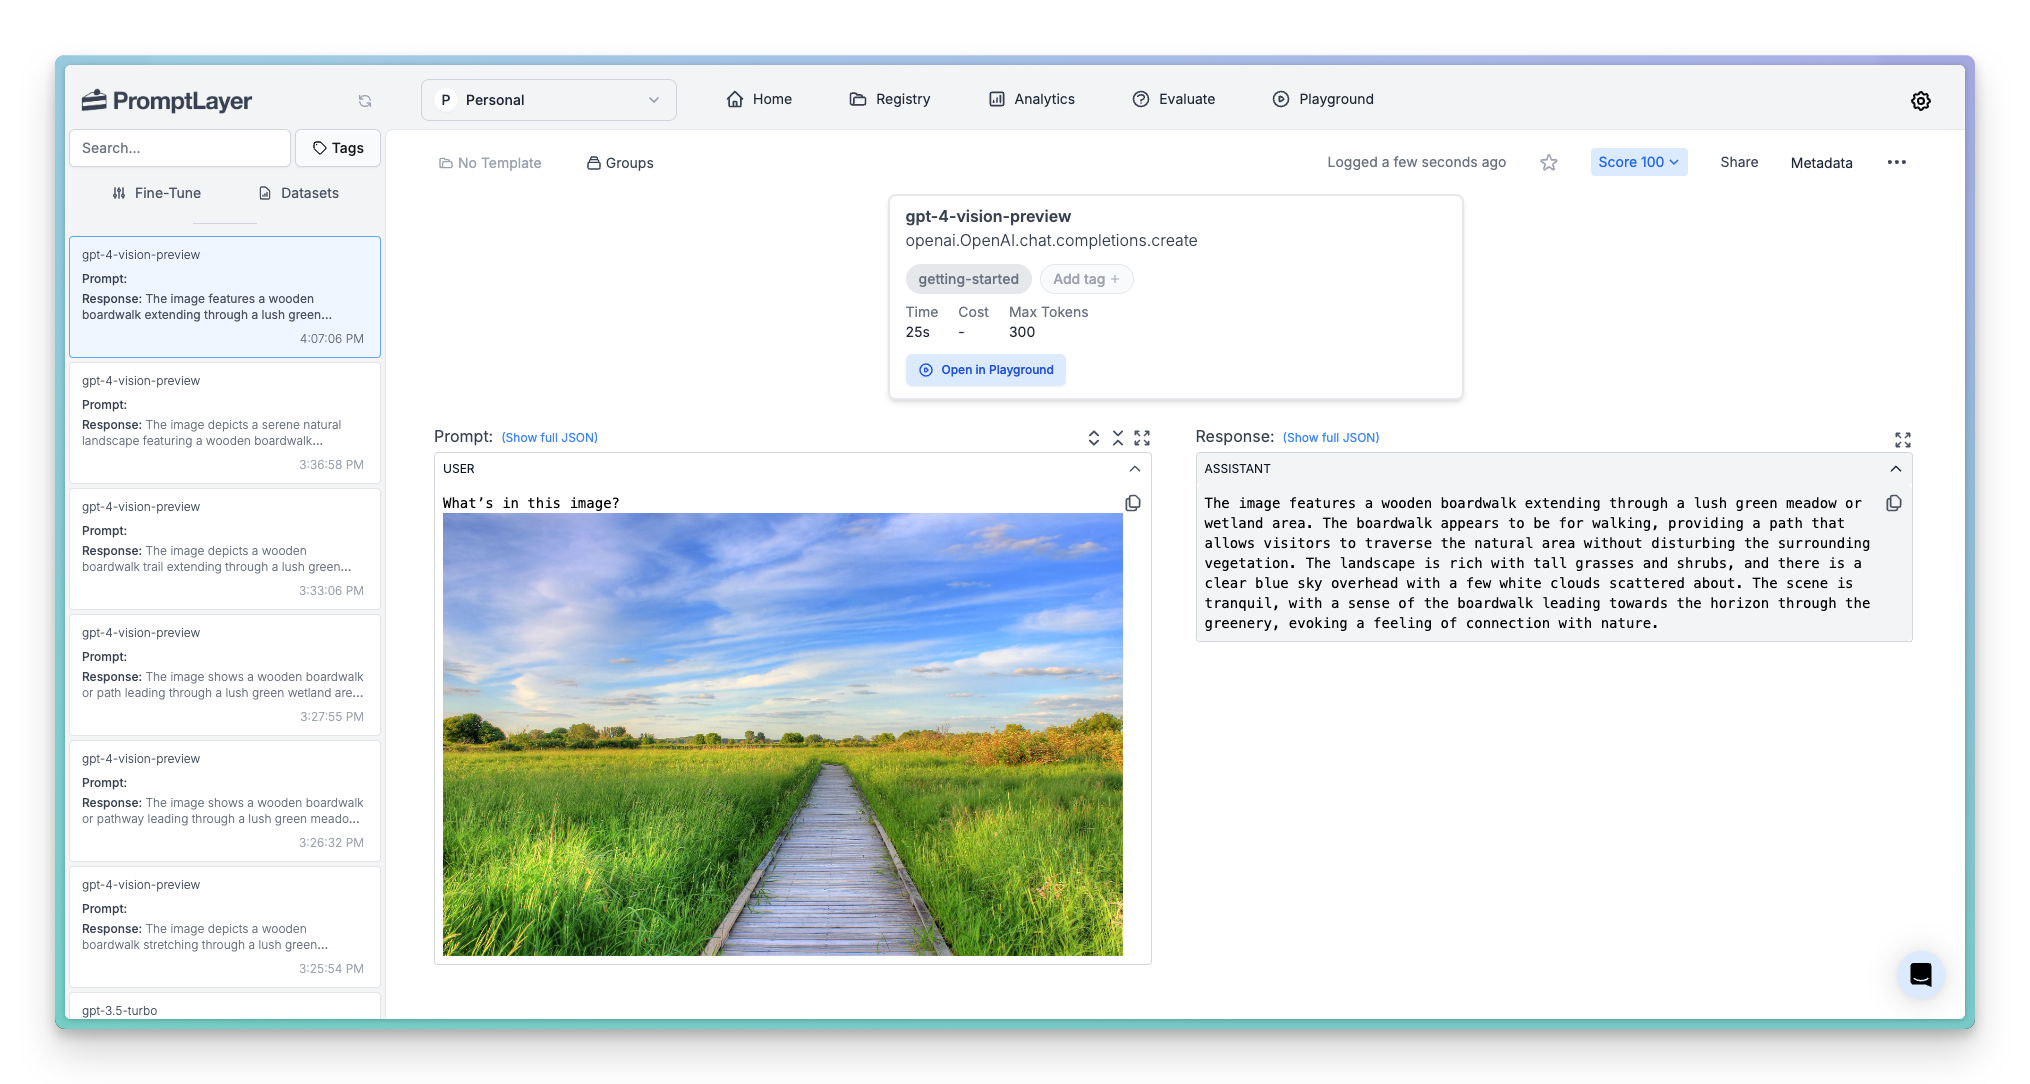 PromptLayer
P Personal
Home
Registry
Analytics
Evaluate
Playground
Search...
Tags
Fine-Tune
Datasets
gpt-4-vision-preview
Prompt:
Response: The image features a wooden
boardwalk extending through a lush green...
4:07:06 PM
gpt-4-vision-preview
Prompt:
Response: The image depicts a serene natural
landscape featuring a wooden boardwalk...
3:36:58 PM
gpt-4-vision-preview
Prompt:
Response: The image depicts a wooden
boardwalk trail extending through a lush green...
3:33:06 PM
gpt-4-vision-preview
Prompt:
Response: The image shows a wooden boardwalk
or path leading through a lush green wetland are...
3:27:55 PM
gpt-4-vision-preview
Prompt:
Response: The image shows a wooden boardwalk
or pathway leading through a lush green meado...
3:26:32 PM
gpt-4-vision-preview
Prompt:
Response: The image depicts a wooden
boardwalk stretching through a lush green...
3:25:54 PM
gpt-3.5-turbo
No Template
Groups
Logged a few seconds ago
Score 100
Share
Metadata
gpt-4-vision-preview
openai.OpenAI.chat.completions.create
getting-started
Add tag +
Time Cost Max Tokens
25s - 300
Open in Playground
Prompt: (Show full JSON)
USER
What’s in this image?
Response: (Show full JSON)
ASSISTANT
The image features a wooden boardwalk extending through a lush green meadow or
wetland area. The boardwalk appears to be for walking, providing a path that
allows visitors to traverse the natural area without disturbing the surrounding
vegetation. The landscape is rich with tall grasses and shrubs, and there is a
clear blue sky overhead with a few white clouds scattered about. The scene is
tranquil, with a sense of the boardwalk leading towards the horizon through the
greenery, evoking a feeling of connection with nature.